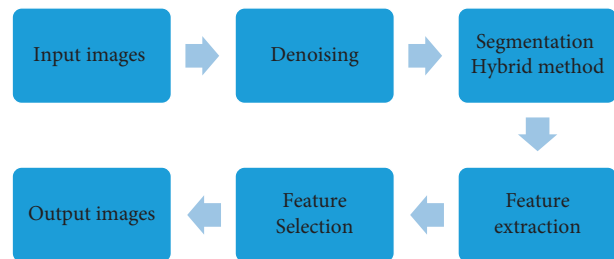 Input images
Denoising
Segmentation
Hybrid method
Output images
Feature
Selection
Feature
extraction